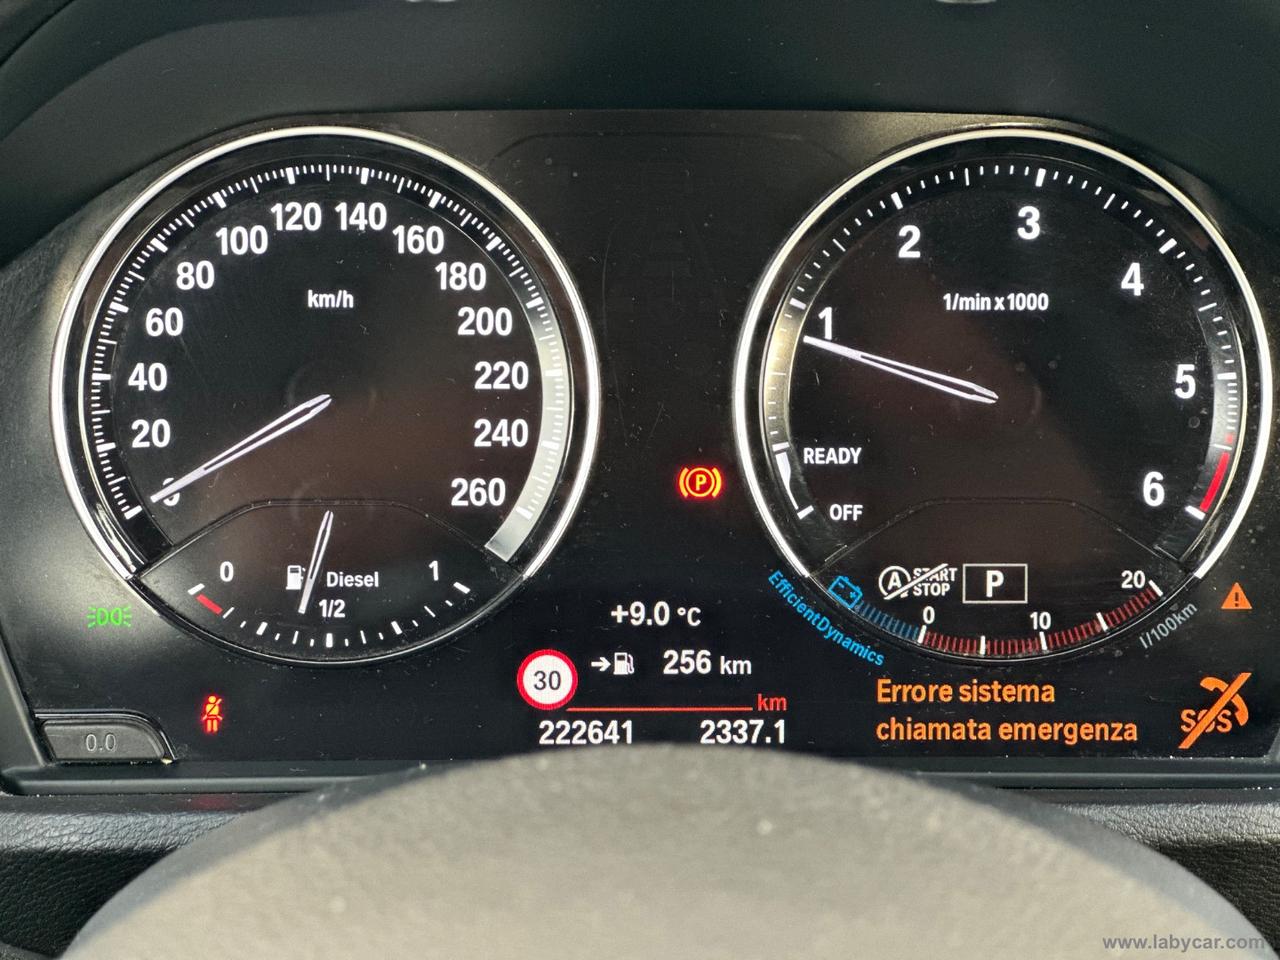 km/h
0
20
40
60
80
100
120
140
160
180
200
220
240
260
0
Diesel
1/2
1
P
1/min x 1000
1
2
3
4
5
6
READY
OFF
A START
STOP
P
EfficientDynamics
0
10
20
l/100km
+9.0 °C
30
256 km
km
222641 2337.1
Errore sistema
chiamata emergenza
SOS
0.0
www.labycar.com